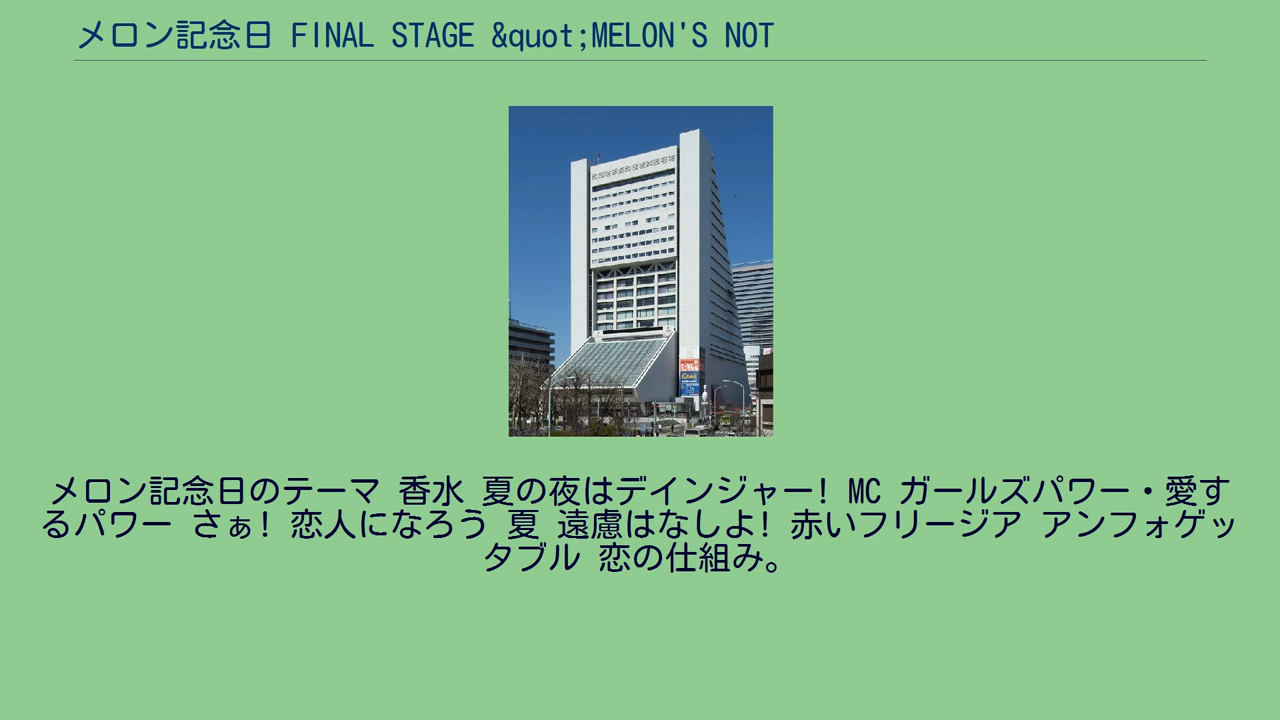 メロン記念日 FINAL STAGE &quot;MELON'S NOT
メロン記念日のテーマ 香水 夏の夜はデインジャー! MC ガールズパワー・愛す
るパワー さぁ! 恋人になろう 夏 遠慮はなしよ! 赤いフリージア アンフォゲッ
タブル 恋の仕組み。